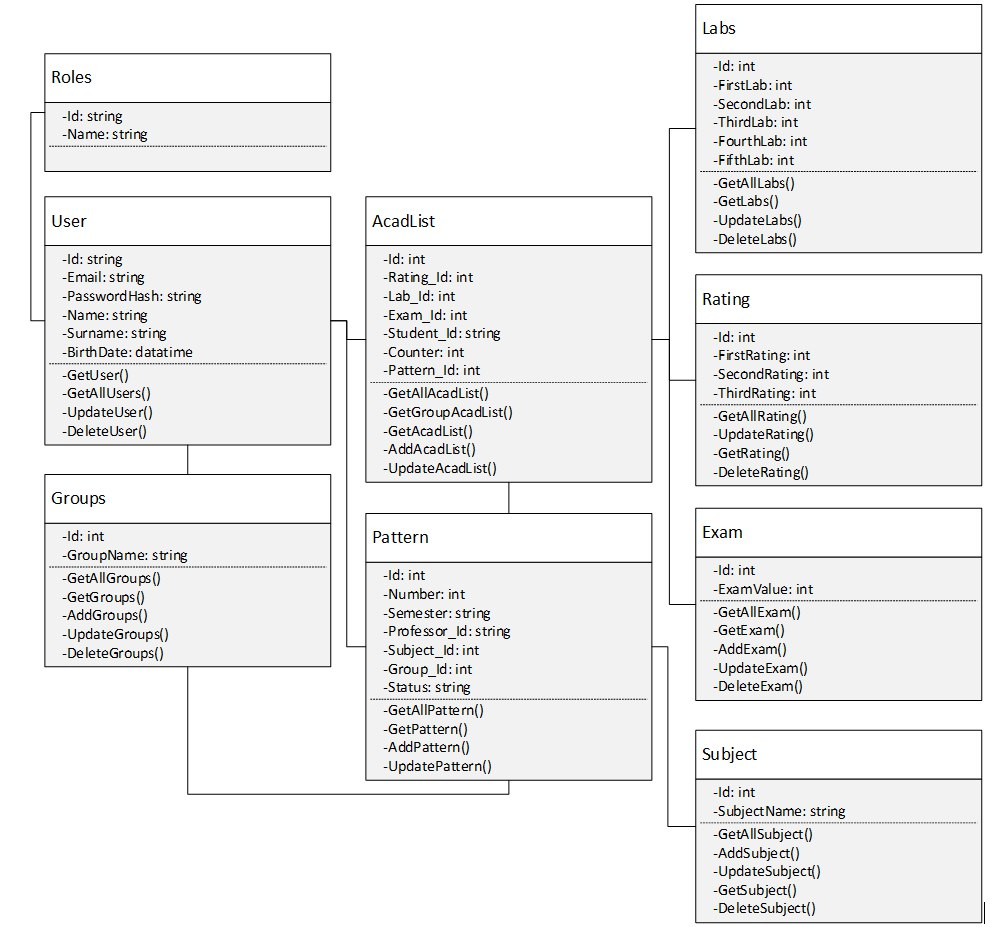 Roles
-Id: string
-Name: string
User
-Id: string
-Email: string
-PasswordHash: string
-Name: string
-Surname: string
-BirthDate: datatime
-GetUser()
-GetAllUsers()
-UpdateUser()
-DeleteUser()
Groups
-Id: int
-GroupName: string
-GetAllGroups()
-GetGroups()
-AddGroups()
-UpdateGroups()
-DeleteGroups()
AcadList
-Id: int
-Rating_Id: int
-Lab_Id: int
-Exam_Id: int
-Student_Id: string
-Counter: int
-Pattern_Id: int
-GetAllAcadList()
-GetGroupAcadList()
-GetAcadList()
-AddAcadList()
-UpdateAcadList()
Pattern
-Id: int
-Number: int
-Semester: string
-Professor_Id: string
-Subject_Id: int
-Group_Id: int
-Status: string
-GetAllPattern()
-GetPattern()
-AddPattern()
-UpdatePattern()
Labs
-Id: int
-FirstLab: int
-SecondLab: int
-ThirdLab: int
-FourthLab: int
-FifthLab: int
-GetAllLabs()
-GetLabs()
-UpdateLabs()
-DeleteLabs()
Rating
-Id: int
-FirstRating: int
-SecondRating: int
-ThirdRating: int
-GetAllRating()
-UpdateRating()
-GetRating()
-DeleteRating()
Exam
-Id: int
-ExamValue: int
-GetAllExam()
-GetExam()
-AddExam()
-UpdateExam()
-DeleteExam()
Subject
-Id: int
-SubjectName: string
-GetAllSubject()
-AddSubject()
-UpdateSubject()
-GetSubject()
-DeleteSubject()